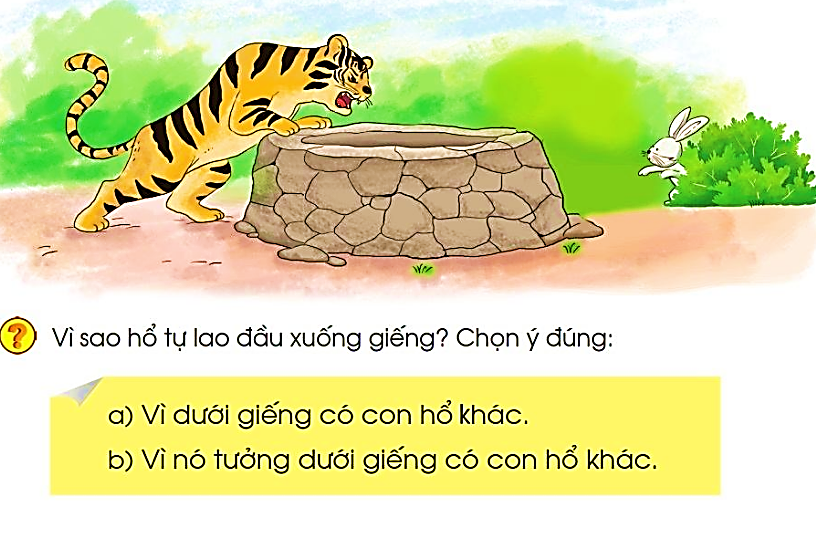 ?
Vì sao hổ tự lao đầu xuống giếng? Chọn ý đúng:
a) Vì dưới giếng có con hổ khác.
b) Vì nó tưởng dưới giếng có con hổ khác.